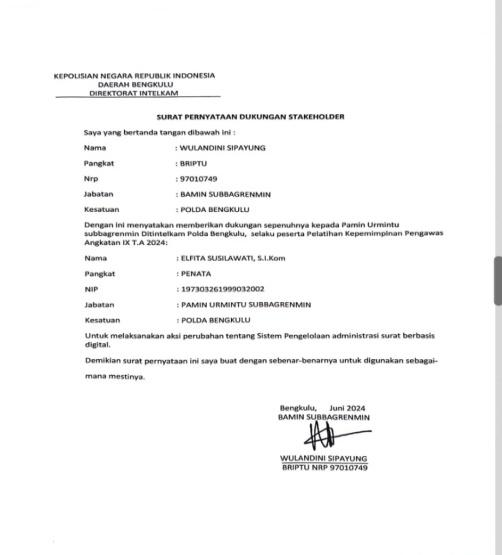 KEPOLISIAN NEGARA REPUBLIK INDONESIA
DAERAH BENGKULU
DIREKTORAT INTELKAM
SURAT PERNYATAAN DUKUNGAN STAKEHOLDER
Saya yang bertanda tangan dibawah ini :
Nama : WULANDINI SIPAYUNG
Pangkat : BRIPTU
Nrp : 97010749
Jabatan : BAMIN SUBBAGRENMIN
Kesatuan : POLDA BENGKULU
Dengan ini menyatakan memberikan dukungan sepenuhnya kepada Pamin Urmintu
subbagrenmin Ditintelkam Polda Bengkulu, selaku peserta Pelatihan Kepemimpinan Pengawas
Angkatan IX T.A 2024:
Nama : ELFITA SUSILAWATI, S.I.Kom
Pangkat : PENATA
NIP : 197303261999032002
Jabatan : PAMIN URMINTU SUBBAGRENMIN
Kesatuan : POLDA BENGKULU
Untuk melaksanakan aksi perubahan tentang Sistem Pengelolaan administrasi surat berbasis
digital.
Demikian surat pernyataan ini saya buat dengan sebenar-benarnya untuk digunakan sebagai-
mana mestinya.
Bengkulu, Juni 2024
BAMIN SUBBAGRENMIN
WULANDINI SIPAYUNG
BRIPTU NRP 97010749